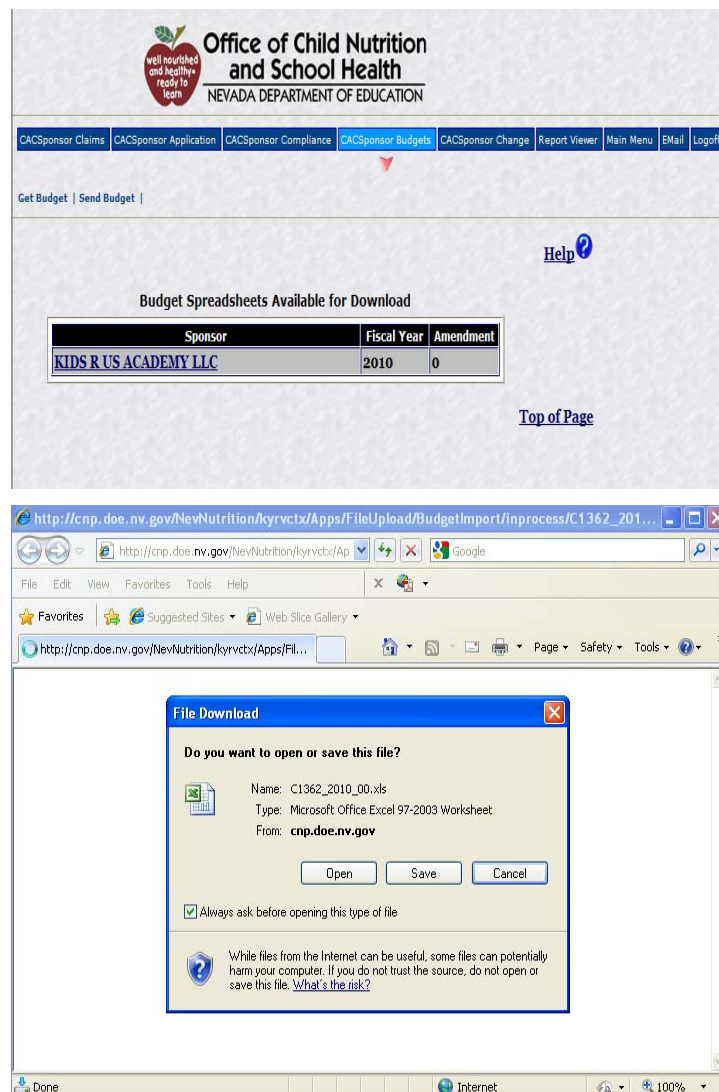 well nourished
and healthy=
ready to
learn
Office of Child Nutrition
and School Health
NEVADA DEPARTMENT OF EDUCATION
CACSponsor Claims CACSponsor Application CACSponsor Compliance CACSponsor Budgets CACSponsor Change Report Viewer Main Menu EMail Logoff
Get Budget | Send Budget |
Help?
Budget Spreadsheets Available for Download
Sponsor Fiscal Year Amendment
KIDS R US ACADEMY LLC 2010 0
Top of Page
http://cnp.doe.nv.gov/NevNutrition/kyrvctx/Apps/FileUpload/BudgetImport/inprocess/C1362_201...
http://cnp.doe.nv.gov/NevNutrition/kyrvctx/Ap Google
File Edit View Favorites Tools Help x
Favorites Suggested Sites Web Slice Gallery
http://cnp.doe.nv.gov/NevNutrition/kyrvctx/Apps/Fil... Page Safety Tools
File Download
Do you want to open or save this file?
Name: C1362_2010_00.xls
Type: Microsoft Office Excel 97-2003 Worksheet
From: cnp.doe.nv.gov
Open Save Cancel
Always ask before opening this type of file
While files from the Internet can be useful, some files can potentially
harm your computer. If you do not trust the source, do not open or
save this file. What's the risk?
Done Internet 100%